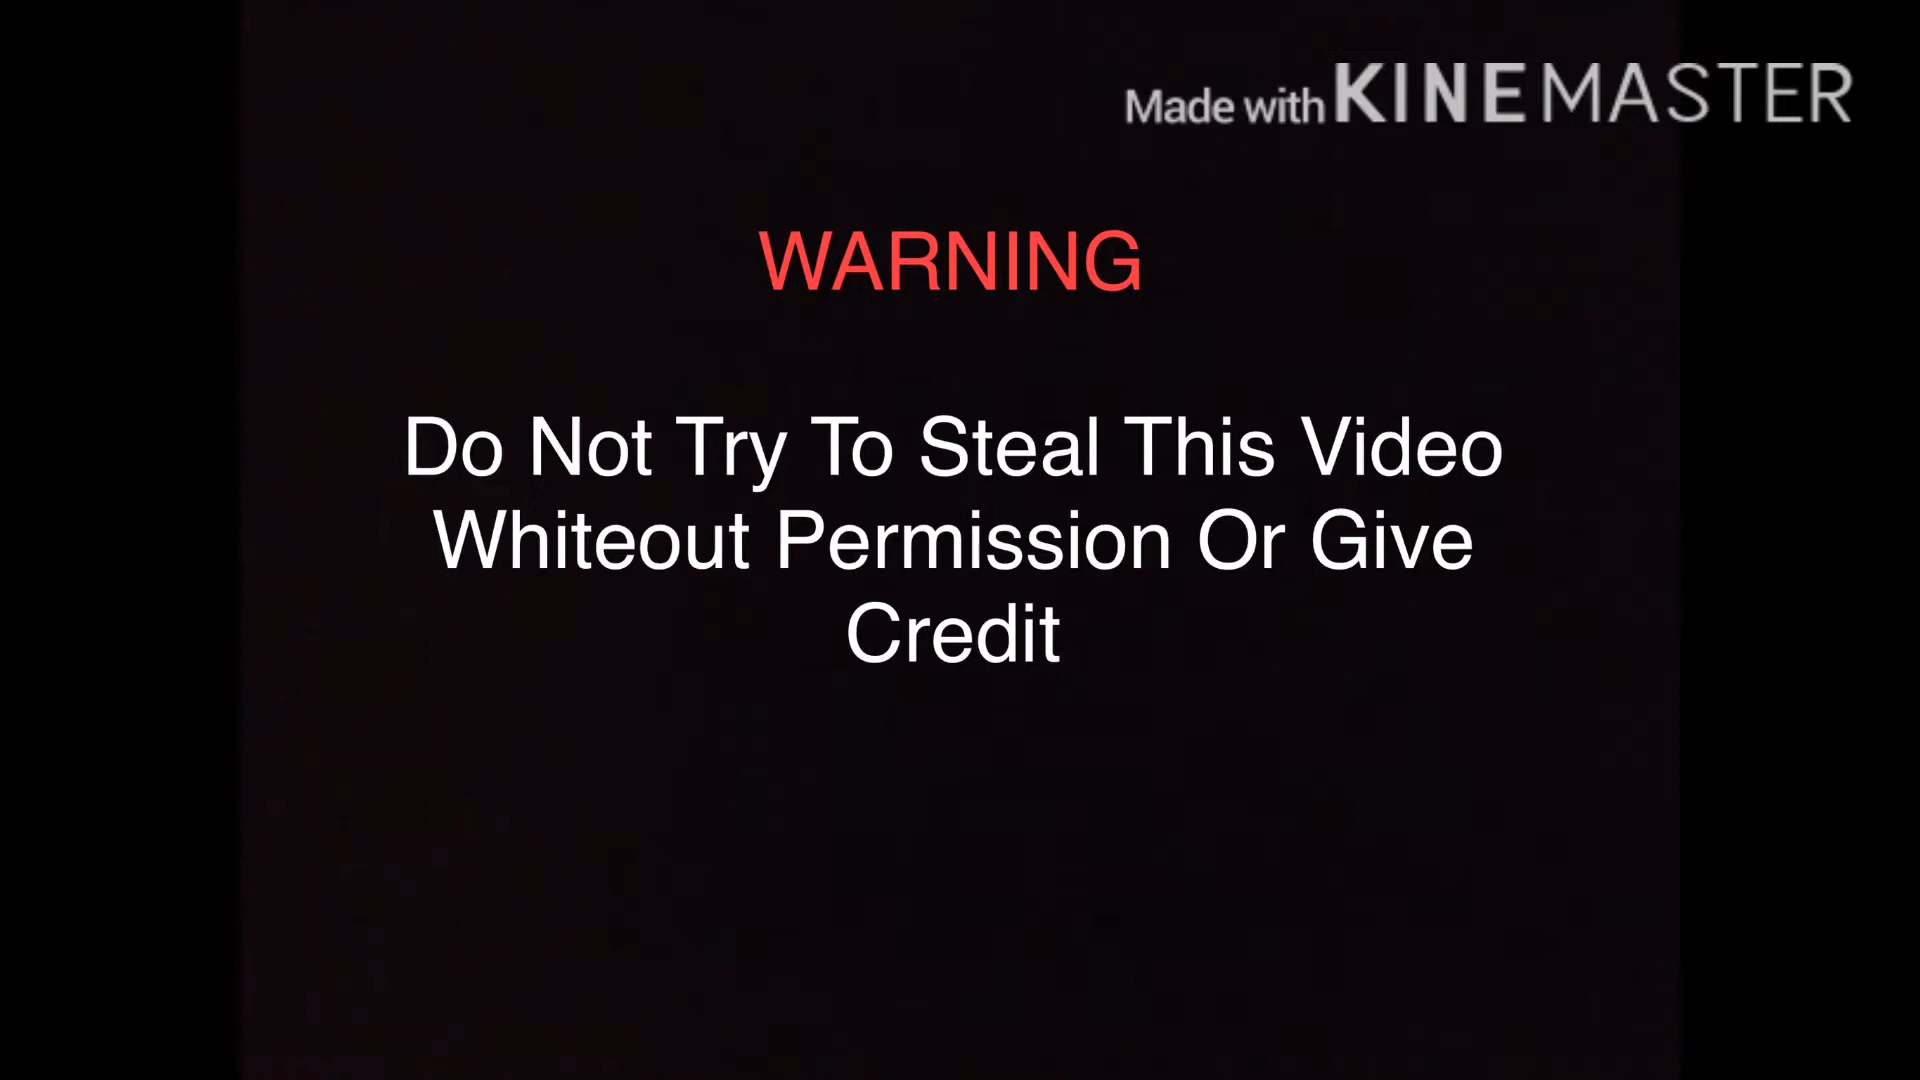 Made with KINEMASTER
WARNING
Do Not Try To Steal This Video
Whiteout Permission Or Give
Credit